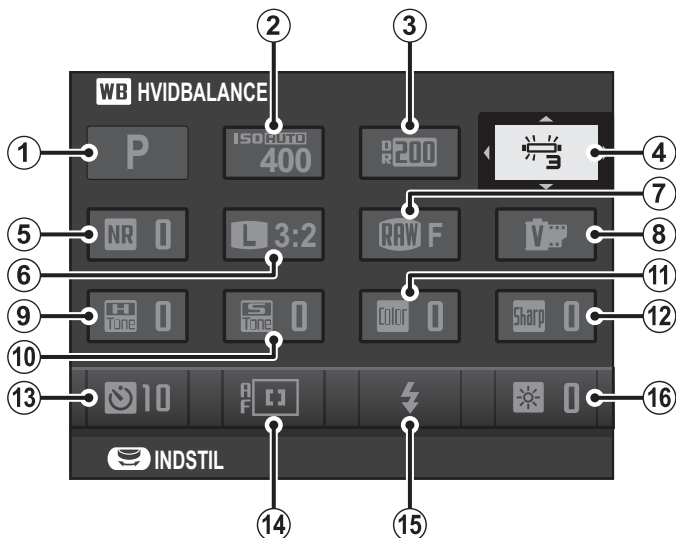 2 3
WB HVIDBALANCE
1 P ISO AUTO 400 DR 200 3 4
7
5 NR 0 L 3:2 RAW F V 8
6 11
9 H Tone 0 S Tone 0 Color 0 Sharp 0 12
10
13 10 AF [ ] 0 16
INDSTIL
14 15